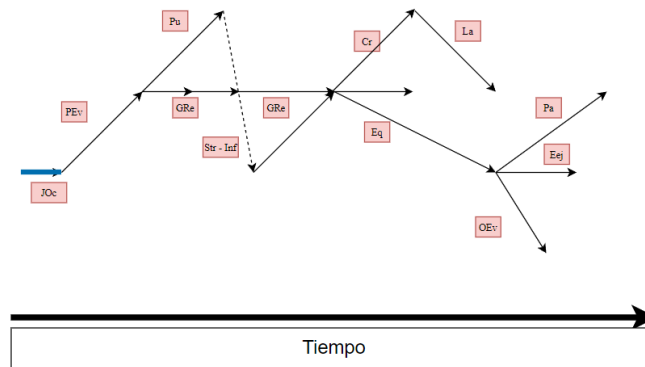 Pu
Cr
La
PEv
GRe
GRe
Pa
Eq
Str - Inf
Eej
JOc
OEv
Tiempo